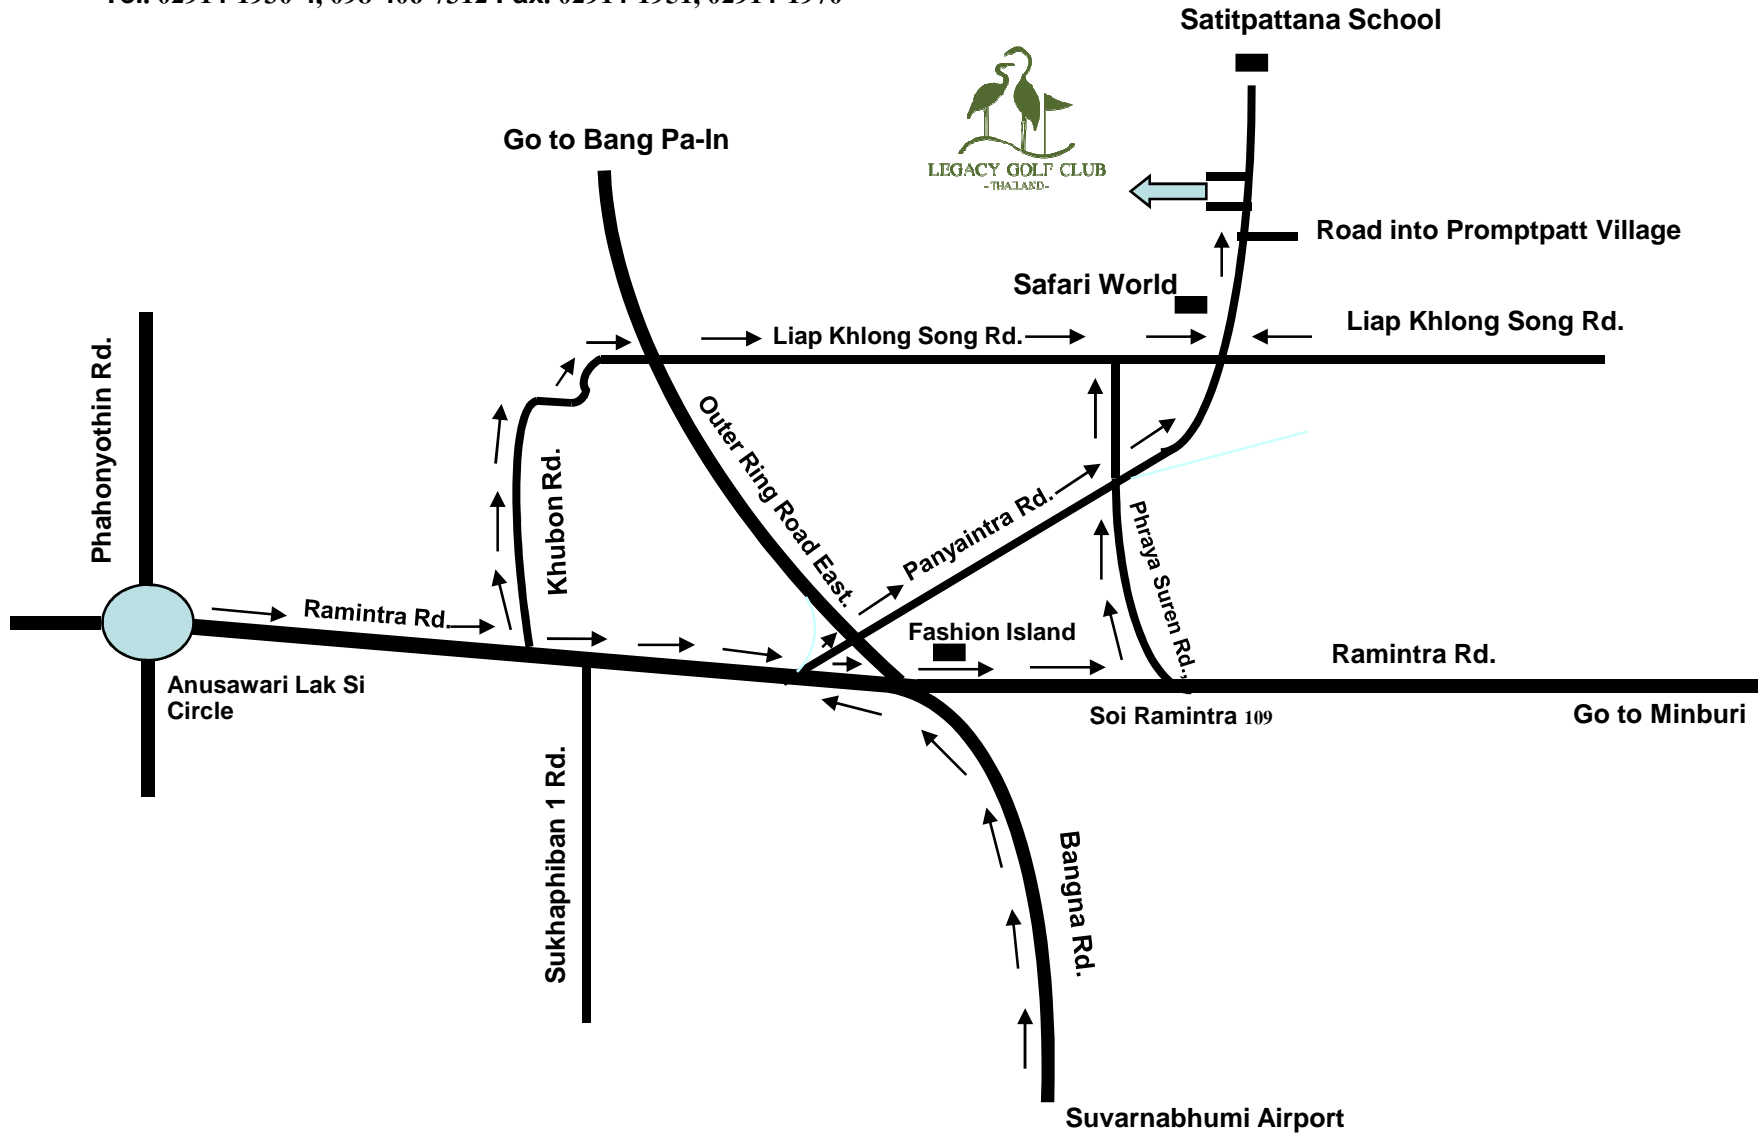 Satitpattana School
LEGACY GOLF CLUB
-THAILAND-
Go to Bang Pa-In
Road into Promptpatt Village
Safari World
Liap Khlong Song Rd.
Liap Khlong Song Rd.
Phahonyothin Rd.
Outer Ring Road East.
Khubon Rd.
Panyaintra Rd.
Phraya Suren Rd.,
Ramintra Rd.
Fashion Island
Ramintra Rd.
Anusawari Lak Si
Circle
Soi Ramintra 109
Go to Minburi
Sukhaphiban 1 Rd.
Bangna Rd.
Suvarnabhumi Airport